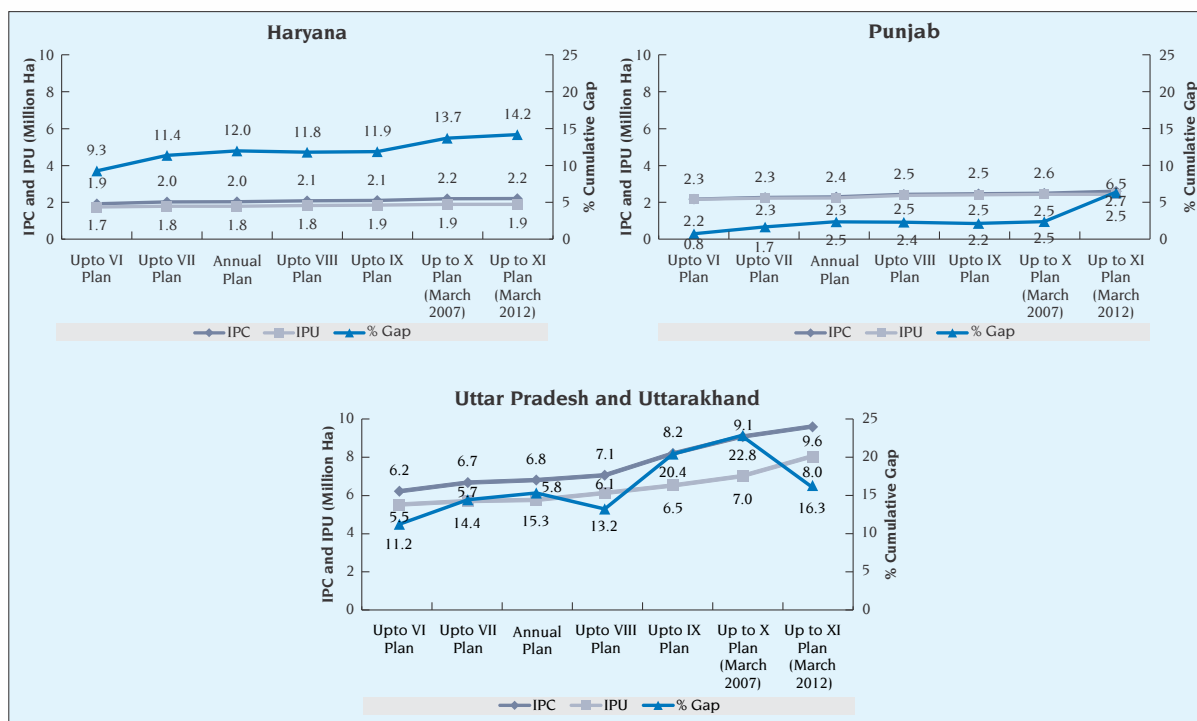 Haryana
IPC and IPU (Million Ha)
10
8
6
4
2
0
25
20
15
10
5
0
% Cumulative Gap
9.3 11.4 12.0 11.8 11.9 13.7 14.2
1.9 2.0 2.0 2.1 2.1 2.2 2.2
1.7 1.8 1.8 1.8 1.9 1.9 1.9
Upto VI
Plan
Upto VII
Plan
Annual
Plan
Upto VIII
Plan
Upto IX
Plan
Up to X
Plan
(March
2007)
Up to XI
Plan
(March
2012)
IPC IPU % Gap
Punjab
IPC and IPU (Million Ha)
10
8
6
4
2
0
25
20
15
10
5
0
% Cumulative Gap
2.3 2.3 2.4 2.5 2.5 2.6 6.5
2.7
2.2 2.3 2.3 2.5 2.5 2.5 2.5
0.8 1.7 2.5 2.4 2.2 2.5
Upto VI
Plan
Upto VII
Plan
Annual
Plan
Upto VIII
Plan
Upto IX
Plan
Up to X
Plan
(March
2007)
Up to XI
Plan
(March
2012)
IPC IPU % Gap
Uttar Pradesh and Uttarakhand
IPC and IPU (Million Ha)
10
8
6
4
2
0
25
20
15
10
5
0
% Cumulative Gap
6.2 6.7 6.8 7.1 8.2 9.1 9.6
5.5 5.7 5.8 6.1 20.4 22.8 8.0
11.2 14.4 15.3 13.2 6.5 7.0 16.3
Upto VI
Plan
Upto VII
Plan
Annual
Plan
Upto VIII
Plan
Upto IX
Plan
Up to X
Plan
(March
2007)
Up to XI
Plan
(March
2012)
IPC IPU % Gap